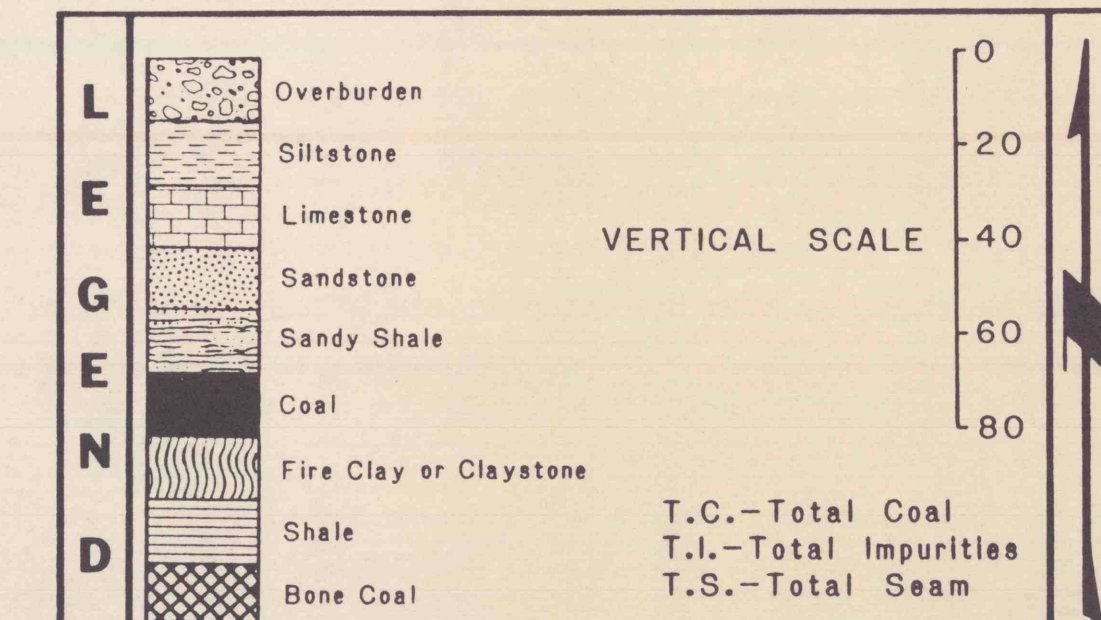 LEGEND
Overburden
Siltstone
Limestone
Sandstone
Sandy Shale
Coal
Fire Clay or Claystone
Shale
Bone Coal
VERTICAL SCALE
0
20
40
60
80
T.C.-Total Coal
T.I.-Total Impurities
T.S.-Total Seam